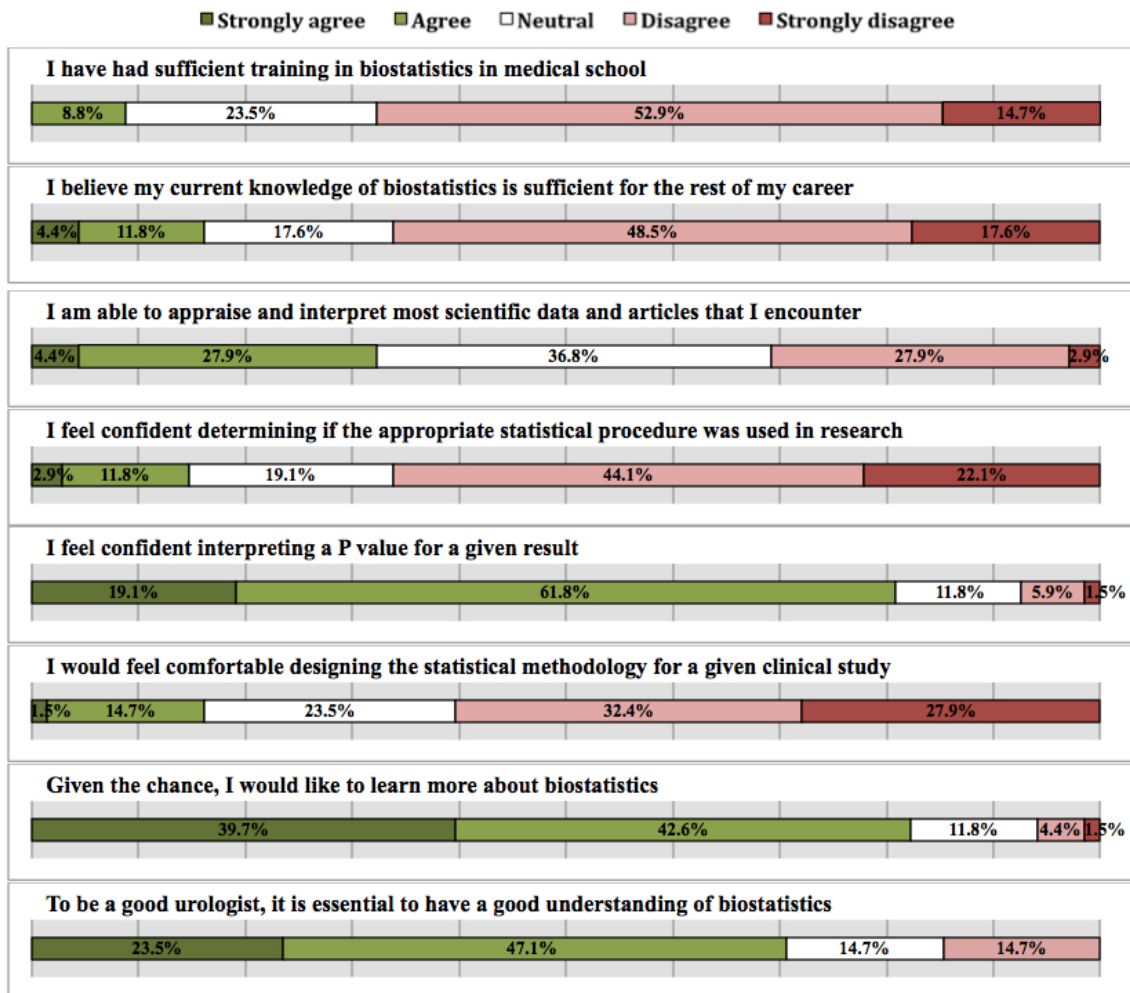 Strongly agree Agree Neutral Disagree Strongly disagree
I have had sufficient training in biostatistics in medical school
8.8% 23.5% 52.9% 14.7%
I believe my current knowledge of biostatistics is sufficient for the rest of my career
4.4% 11.8% 17.6% 48.5% 17.6%
I am able to appraise and interpret most scientific data and articles that I encounter
4.4% 27.9% 36.8% 27.9% 2.9%
I feel confident determining if the appropriate statistical procedure was used in research
2.9% 11.8% 19.1% 44.1% 22.1%
I feel confident interpreting a P value for a given result
19.1% 61.8% 11.8% 5.9% 1.5%
I would feel comfortable designing the statistical methodology for a given clinical study
1.5% 14.7% 23.5% 32.4% 27.9%
Given the chance, I would like to learn more about biostatistics
39.7% 42.6% 11.8% 4.4% 1.5%
To be a good urologist, it is essential to have a good understanding of biostatistics
23.5% 47.1% 14.7% 14.7%